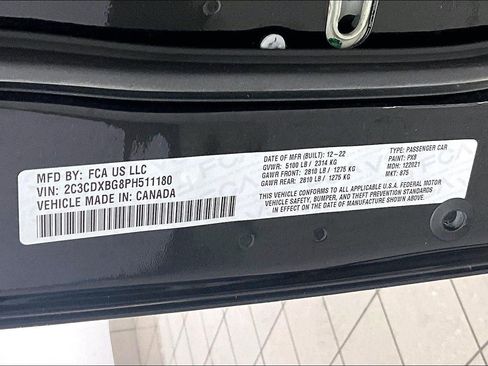 MFD BY: FCA US LLC
VIN: 2C3CDXBG8PH511180
VEHICLE MADE IN: CANADA
DATE OF MFR (BUILT): 12-22
GVWR: 5100 LB / 2314 KG
GAWR FRONT: 2810 LB / 1275 KG
GAWR REAR: 2810 LB / 1275 KG
TYPE: PASSENGER CAR
PAINT: PX8
MDH: 122021
MKT: 875
THIS VEHICLE CONFORMS TO ALL APPLICABLE U.S.A. FEDERAL MOTOR
VEHICLE SAFETY, BUMPER, AND THEFT PREVENTION STANDARDS
IN EFFECT ON THE DATE OF MANUFACTURE SHOWN ABOVE.